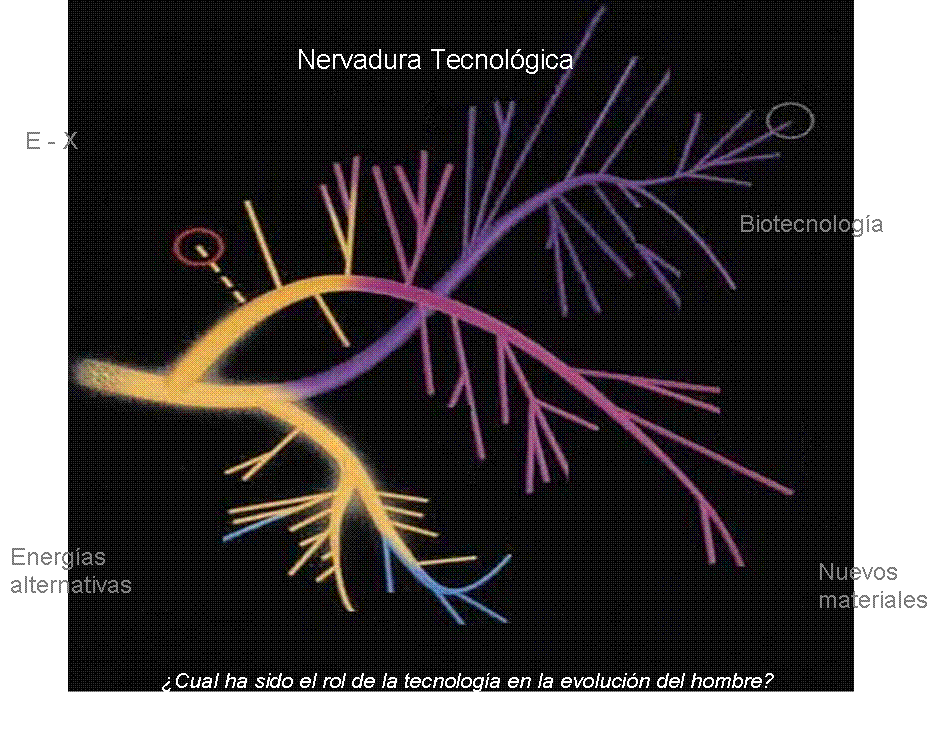 Nervadura Tecnológica
E - X
Biotecnología
Energías
alternativas
Nuevos
materiales
¿Cual ha sido el rol de la tecnología en la evolución del hombre?